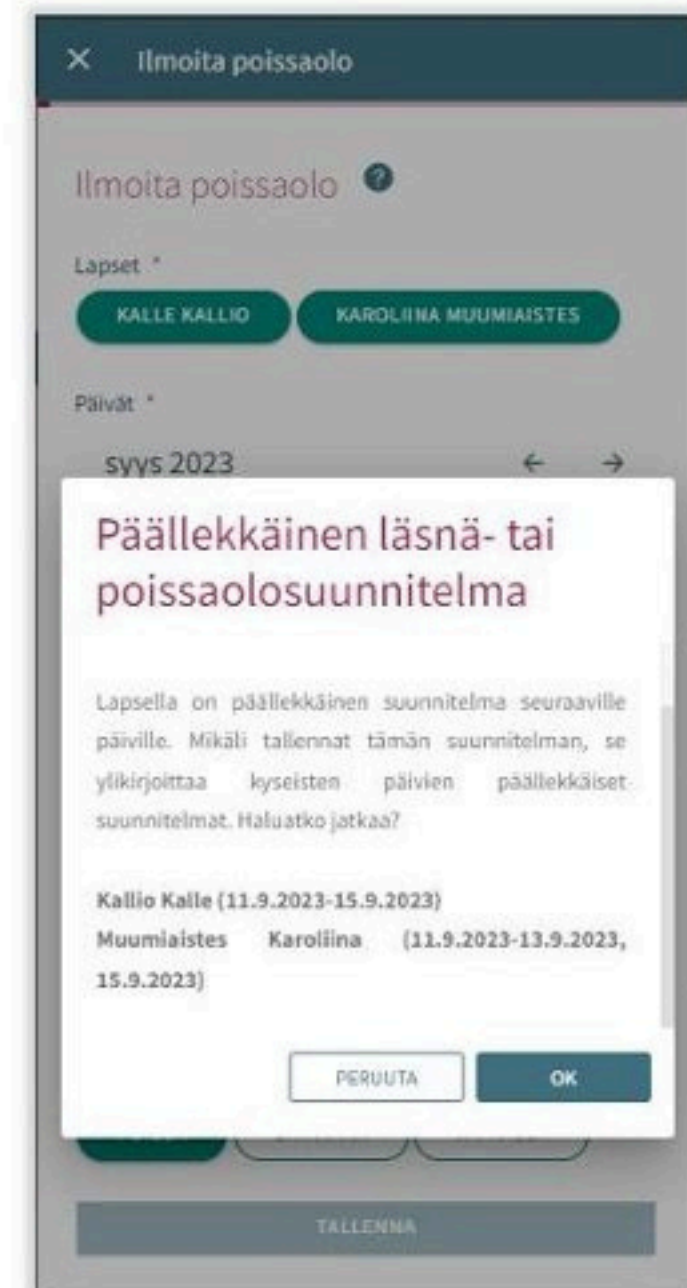 Ilmoita poissaolo
Ilmoita poissaolo ?
Lapset *
KALLE KALLIO KAROLIINA MUUMIAISTES
Päivät *
syys 2023
Päällekkäinen läsnä- tai
poissaolosuunnitelma
Lapsella on päällekkäinen suunnitelma seuraaville
päiville. Mikäli tallennat tämän suunnitelman, se
ylikirjoittaa kyseisten päivien päällekkäiset
suunnitelmat. Haluatko jatkaa?
Kallio Kalle (11.9.2023-15.9.2023)
Muumiaistes Karoliina (11.9.2023-13.9.2023,
15.9.2023)
PERUUTA OK
TALLENNA